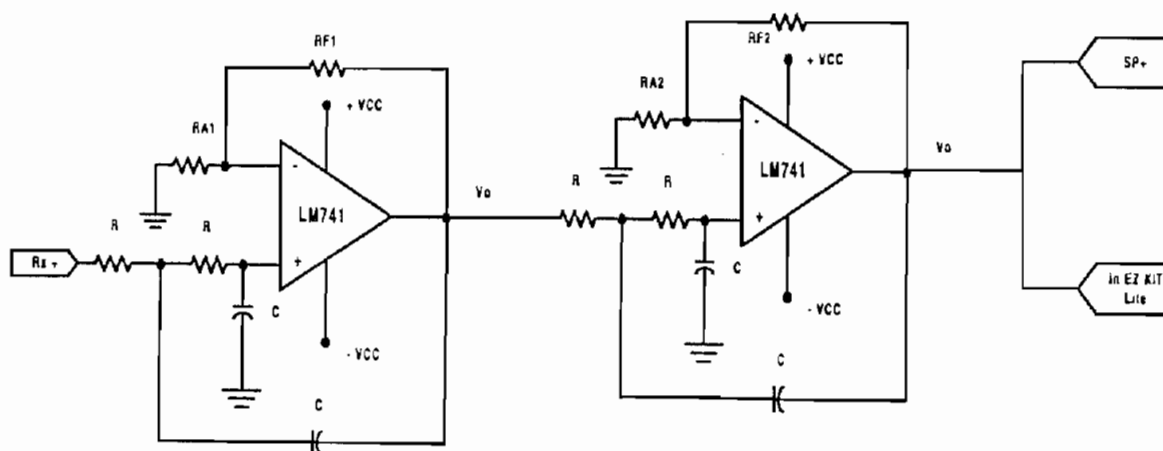 RF1
+ VCC
RA1
-
LM741
+
R
R
Rx +
C
- VCC
C
Vo
RF2
+ VCC
RA2
-
LM741
+
R
R
C
- VCC
C
Vo
SP+
In EZ KIT
Lite